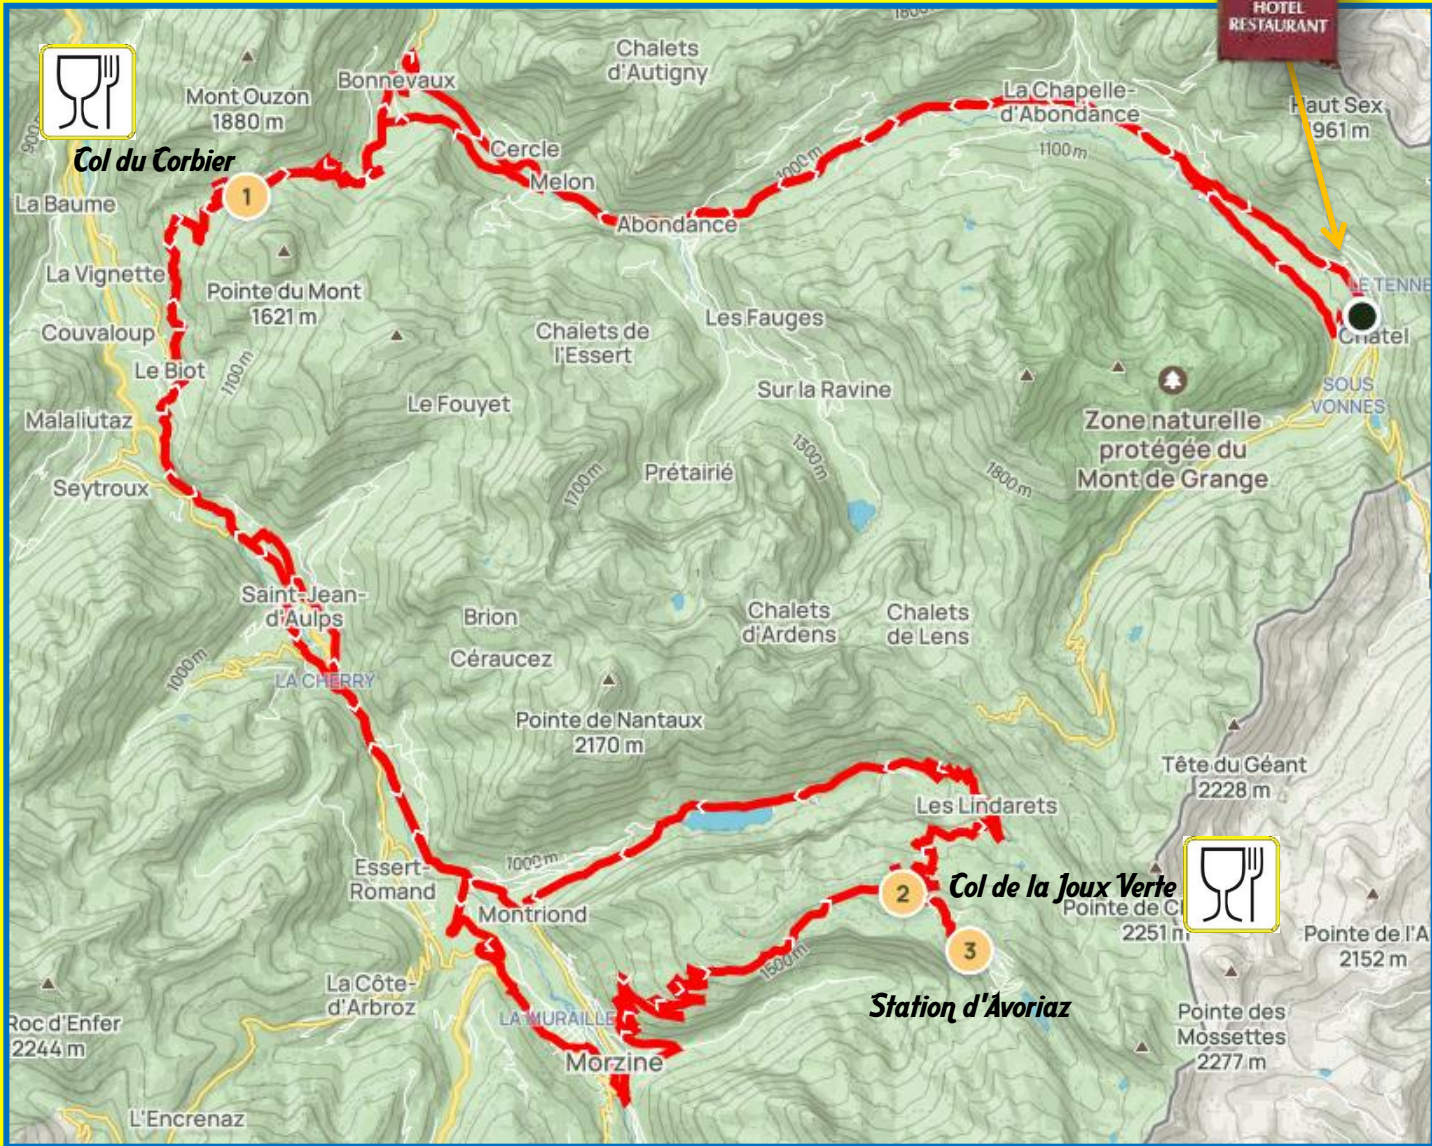 HOTEL
RESTAURANT
1800 m
Chalets
d'Autigny
Bonnevaux
Mont Ouzon
1880 m
900
La Chapelle-
d'Abondance
Haut Sex
1961 m
Col du Corbier
Cercle
1000 m
1100 m
Melon
1
La Baume
Abondance
La Vignette
Pointe du Mont
1621 m
LE TENNE
Couvaloup
Chalets de
l'Essert
Les Fauges
Châtel
Le Biot
1100 m
Sur la Ravine
SOUS
VONNES
Le Fouyet
Malaliutaz
Zone naturelle
protégée du
Mont de Grange
1300 m
Prétairié
1700 m
1800 m
Seytroux
Saint-Jean-
d'Aulps
Brion
Chalets
d'Ardens
Chalets
de Lens
1000 m
Céraucez
LA CHERRY
Pointe de Nantaux
2170 m
Tête du Géant
2228 m
Les Lindarets
Essert-
Romand
1000 m
2
Col de la Joux Verte
Montriond
Pointe de C
2251 m
3
Pointe de l'A
2152 m
1500 m
La Côte-
d'Arbroz
Station d'Avoriaz
LA MURAILLE
Roc d'Enfer
2244 m
Pointe des
Mossettes
2277 m
Morzine
L'Encrenaz